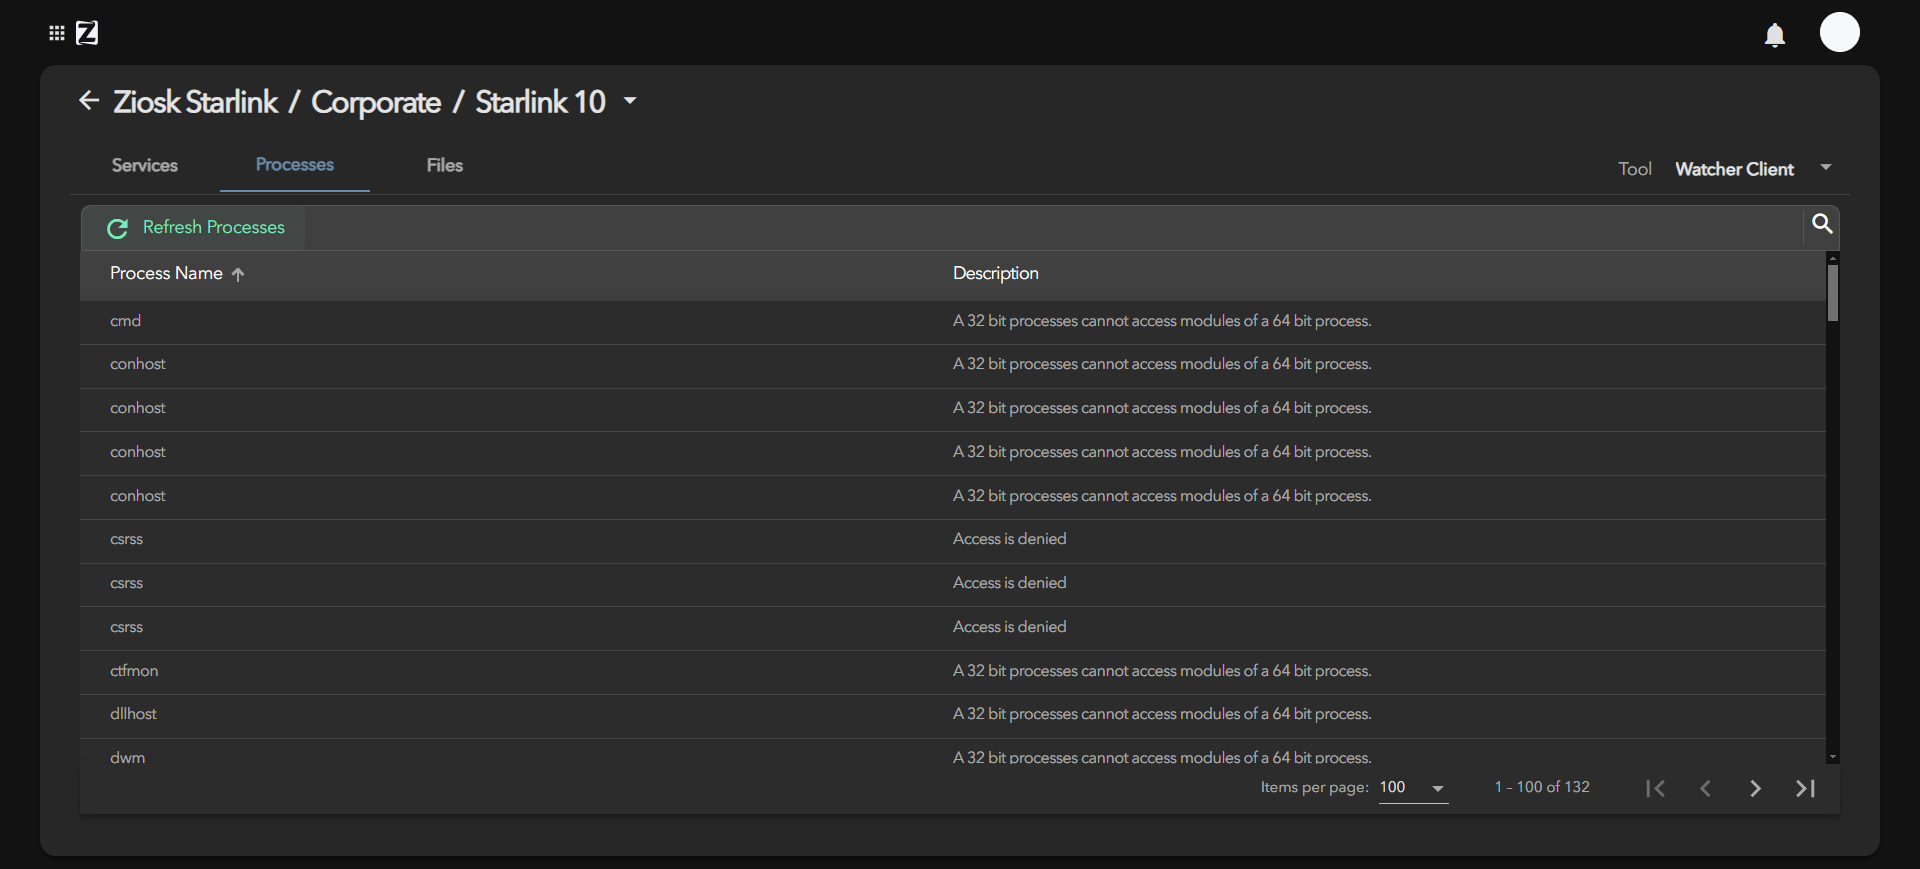 Z
Ziosk Starlink / Corporate / Starlink 10
Services Processes Files Tool Watcher Client
Refresh Processes
Process Name Description
cmd A 32 bit processes cannot access modules of a 64 bit process.
conhost A 32 bit processes cannot access modules of a 64 bit process.
conhost A 32 bit processes cannot access modules of a 64 bit process.
conhost A 32 bit processes cannot access modules of a 64 bit process.
conhost A 32 bit processes cannot access modules of a 64 bit process.
csrss Access is denied
csrss Access is denied
csrss Access is denied
ctfmon A 32 bit processes cannot access modules of a 64 bit process.
dllhost A 32 bit processes cannot access modules of a 64 bit process.
dwm A 32 bit processes cannot access modules of a 64 bit process.
Items per page: 100 1 – 100 of 132